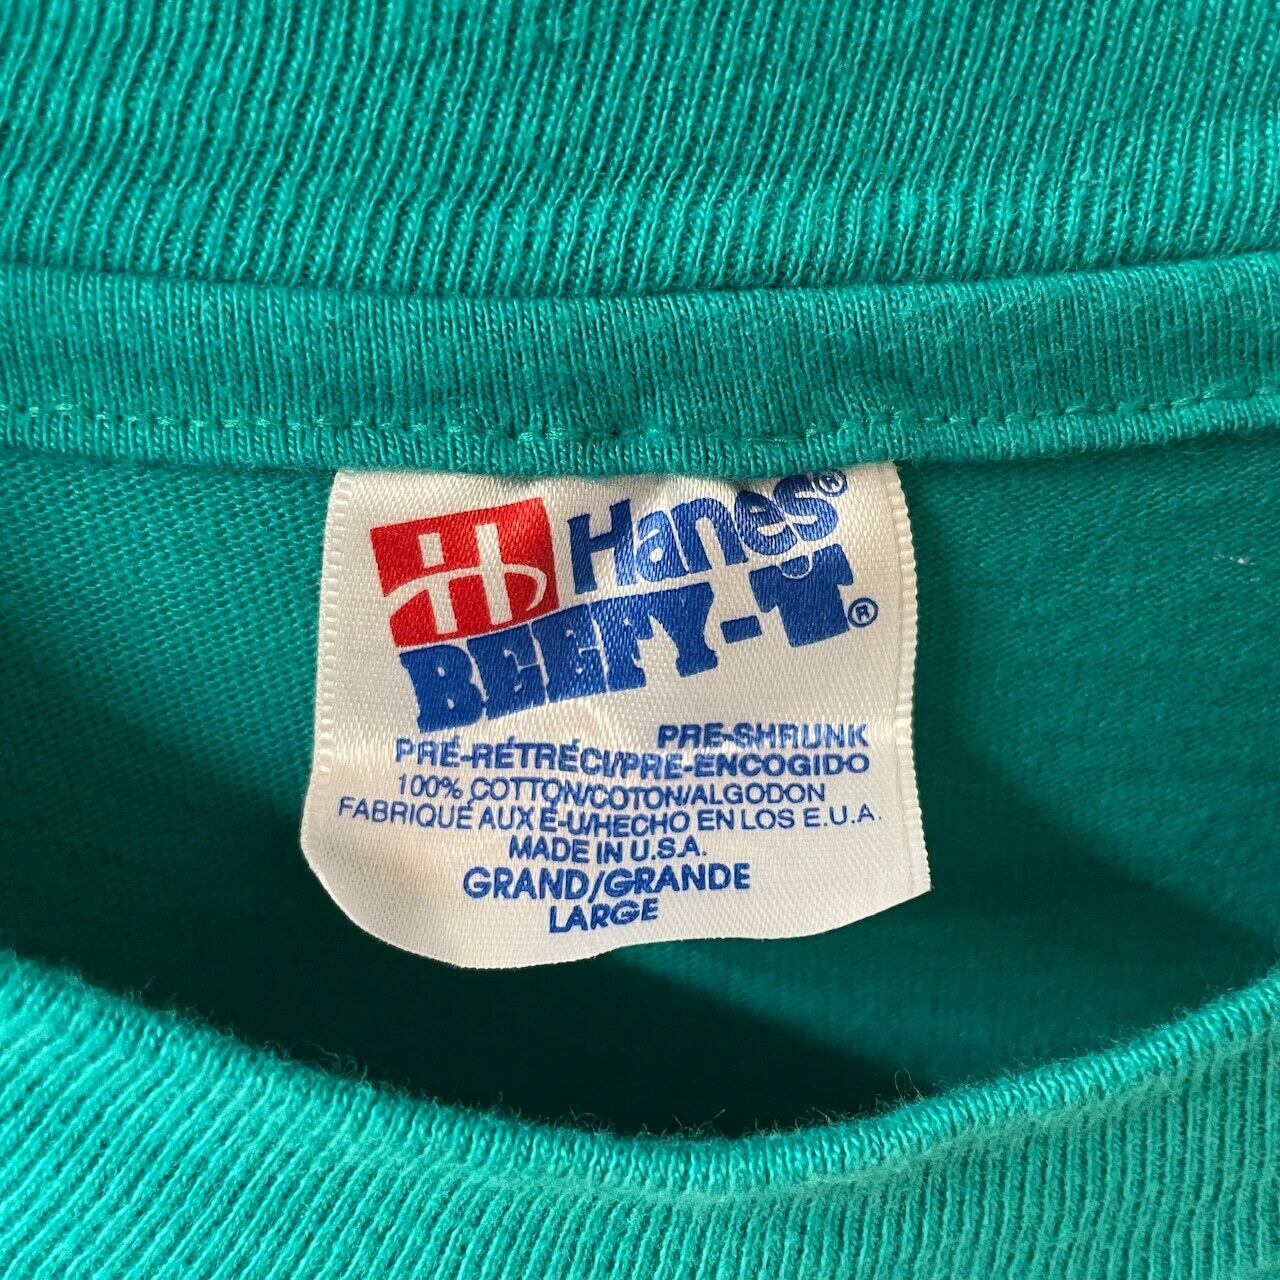 Hanes®
BEEFY-T®
PRE-SHRUNK
PRÉ-RÉTRÉCI/PRE-ENCOGIDO
100% COTTON/COTON/ALGODON
FABRIQUÉ AUX É-U/HECHO EN LOS E.U.A.
MADE IN U.S.A.
GRAND/GRANDE
LARGE